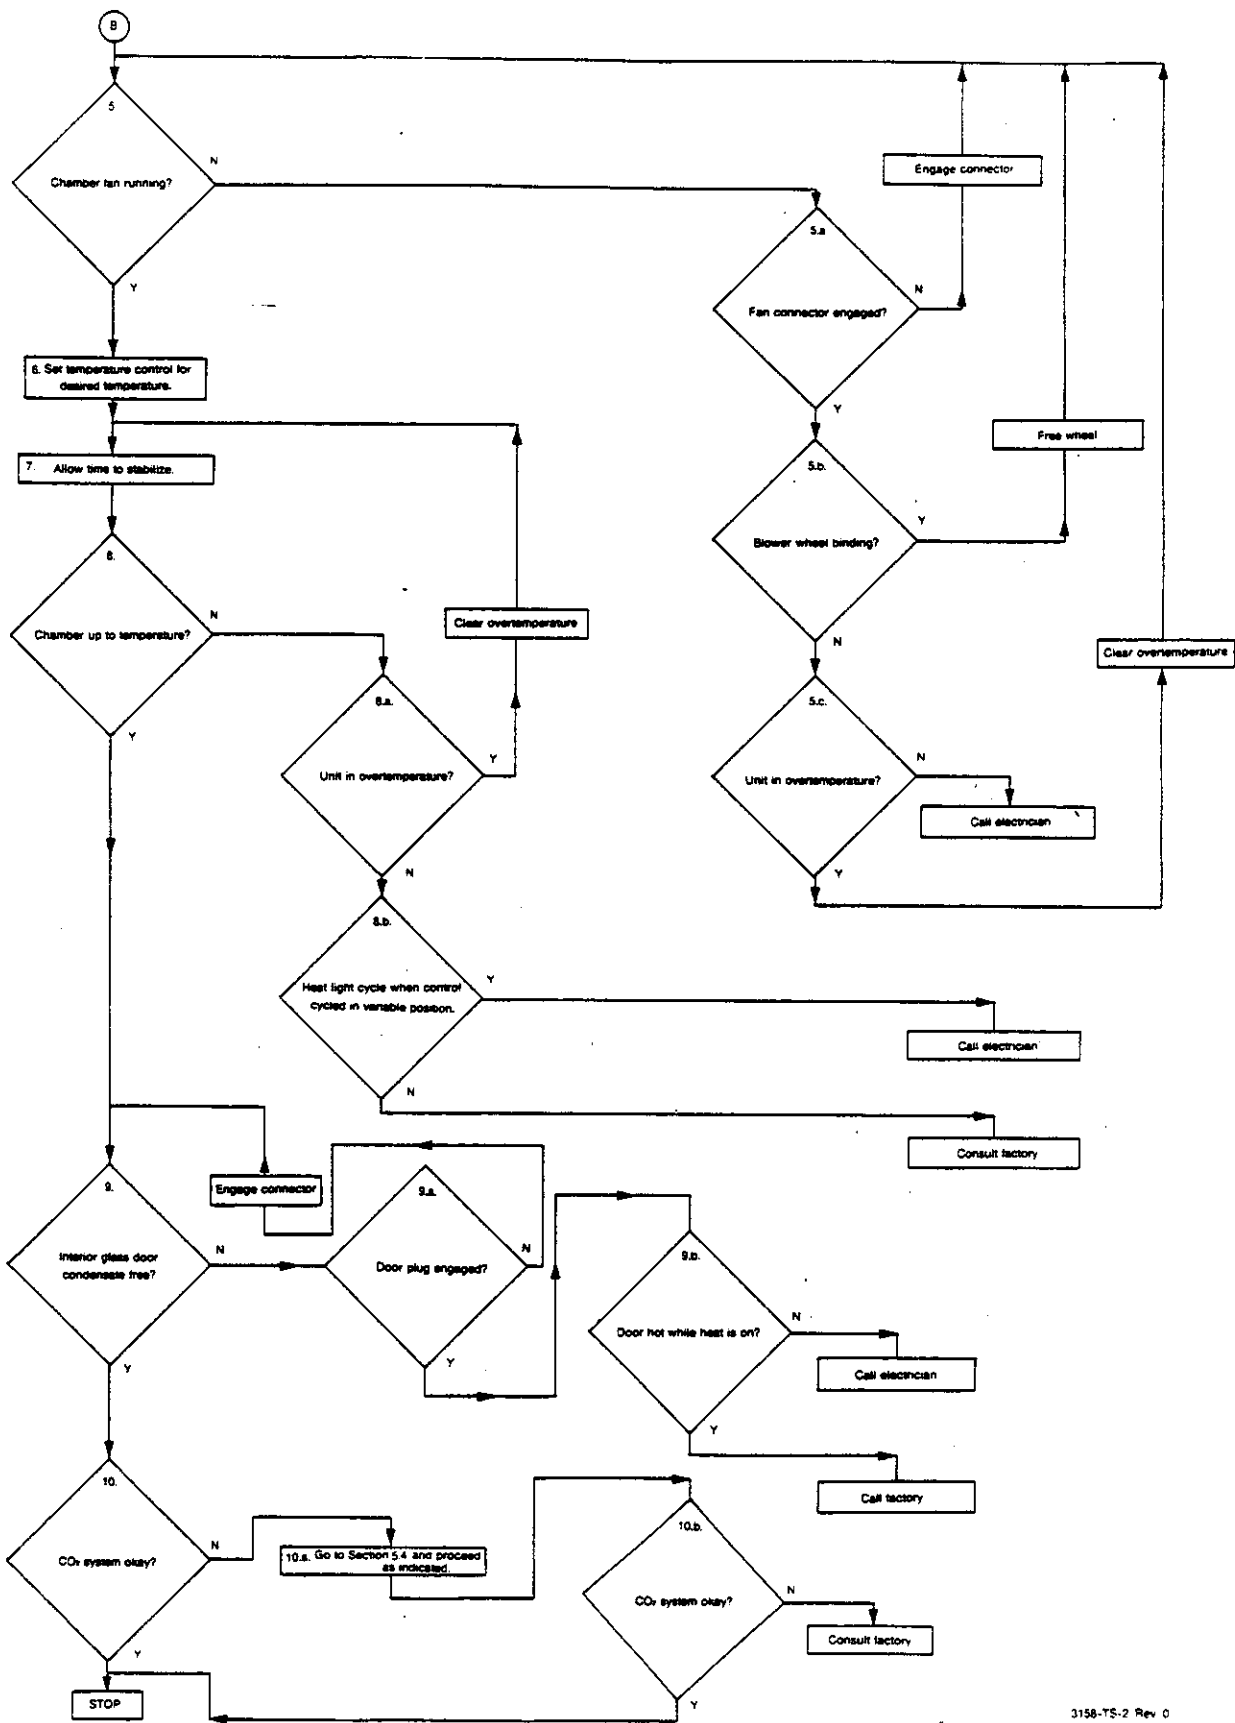 B
5
Chamber fan running?
N
Y
Engage connector
5.a
Fan connector engaged?
N
Y
6. Set temperature control for
desired temperature.
7. Allow time to stabilize.
Free wheel
5.b.
Blower wheel binding?
Y
N
8.
Chamber up to temperature?
N
Y
Clear overtemperature
Clear overtemperature
8.a.
Unit in overtemperature?
Y
N
5.c.
Unit in overtemperature?
N
Y
Call electrician
8.b.
Heat light cycle when control
cycled in variable position.
Y
N
Call electrician
Consult factory
9.
Interior glass door
condensate free?
N
Y
Engage connector
9.a.
Door plug engaged?
N
Y
9.b.
Door hot while heat is on?
N
Y
Call electrician
Call factory
10.
CO₂ system okay?
N
Y
10.a. Go to Section 5.4 and proceed
as indicated.
10.b.
CO₂ system okay?
N
Y
Consult factory
STOP
3158-TS-2 Rev 0